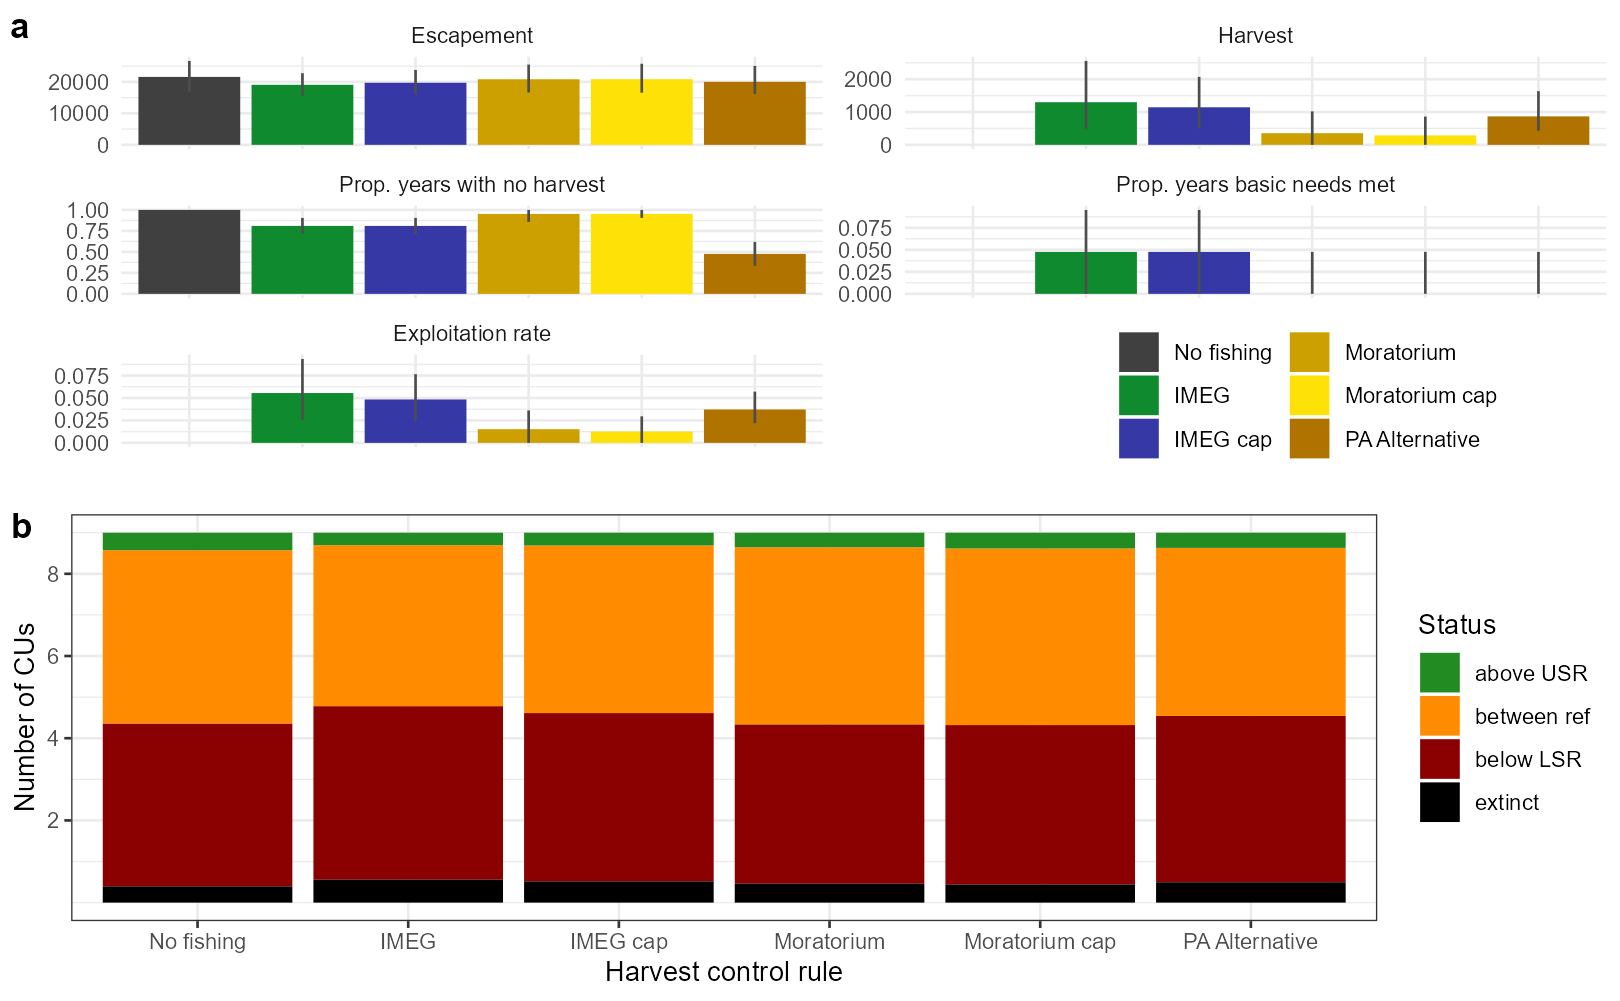 a
Escapement
20000
10000
0
Harvest
2000
1000
0
Prop. years with no harvest
1.00
0.75
0.50
0.25
0.00
Prop. years basic needs met
0.075
0.050
0.025
0.000
Exploitation rate
0.075
0.050
0.025
0.000
No fishing
IMEG
IMEG cap
Moratorium
Moratorium cap
PA Alternative
b
Number of CUs
8
6
4
2
No fishing
IMEG
IMEG cap
Moratorium
Moratorium cap
PA Alternative
Harvest control rule
Status
above USR
between ref
below LSR
extinct